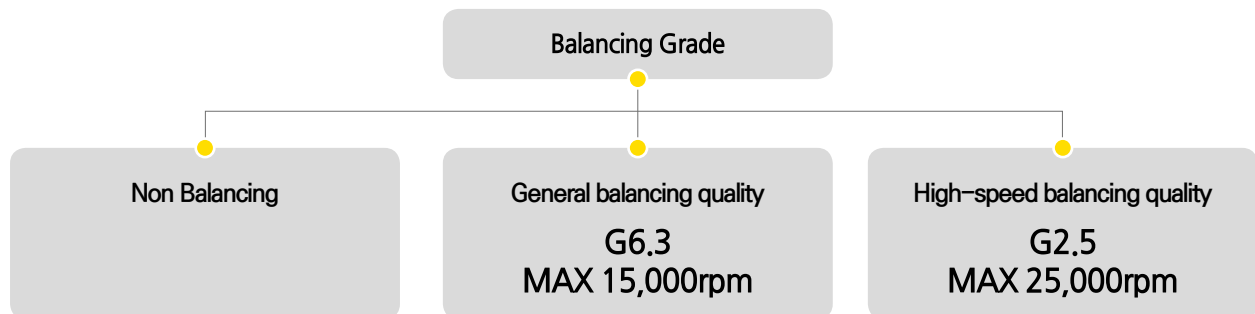 Balancing Grade
Non Balancing
General balancing quality
G6.3
MAX 15,000rpm
High-speed balancing quality
G2.5
MAX 25,000rpm